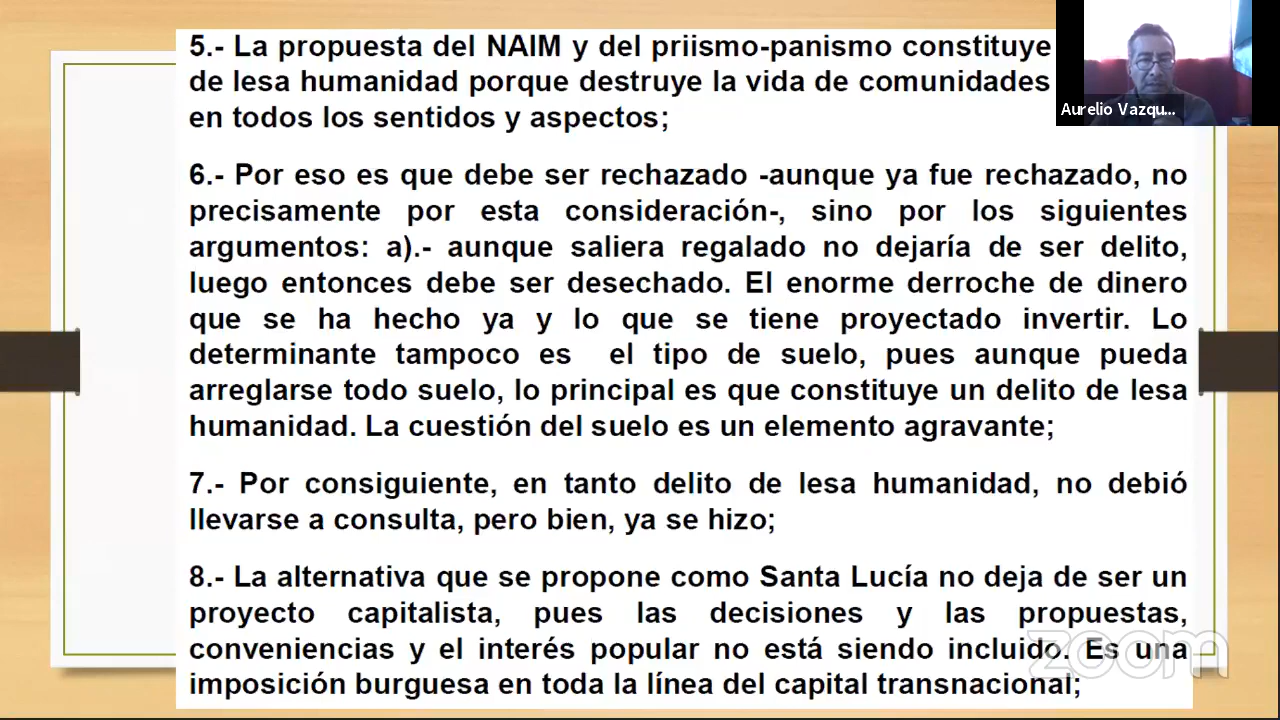 5.- La propuesta del NAIM y del priismo-panismo constituye
de lesa humanidad porque destruye la vida de comunidades
en todos los sentidos y aspectos;
6.- Por eso es que debe ser rechazado -aunque ya fue rechazado, no
precisamente por esta consideración-, sino por los siguientes
argumentos: a).- aunque saliera regalado no dejaría de ser delito,
luego entonces debe ser desechado. El enorme derroche de dinero
que se ha hecho ya y lo que se tiene proyectado invertir. Lo
determinante tampoco es el tipo de suelo, pues aunque pueda
arreglarse todo suelo, lo principal es que constituye un delito de lesa
humanidad. La cuestión del suelo es un elemento agravante;
7.- Por consiguiente, en tanto delito de lesa humanidad, no debió
llevarse a consulta, pero bien, ya se hizo;
8.- La alternativa que se propone como Santa Lucía no deja de ser un
proyecto capitalista, pues las decisiones y las propuestas,
conveniencias y el interés popular no está siendo incluido. Es una
imposición burguesa en toda la línea del capital transnacional;
Aurelio Vazqu...
zoom